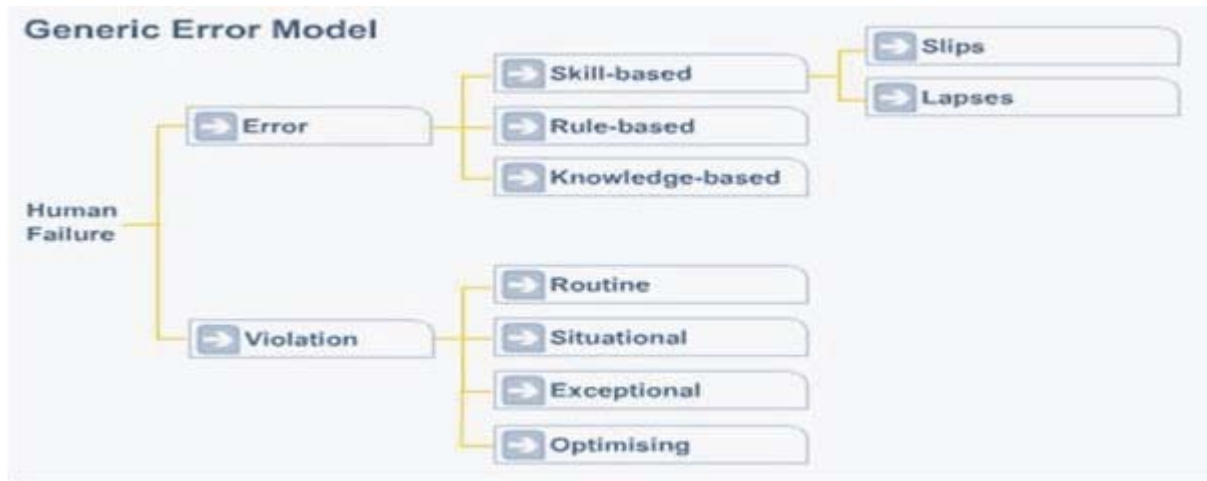 Generic Error Model
Slips
Skill-based
Lapses
Error
Rule-based
Knowledge-based
Human
Failure
Routine
Violation
Situational
Exceptional
Optimising